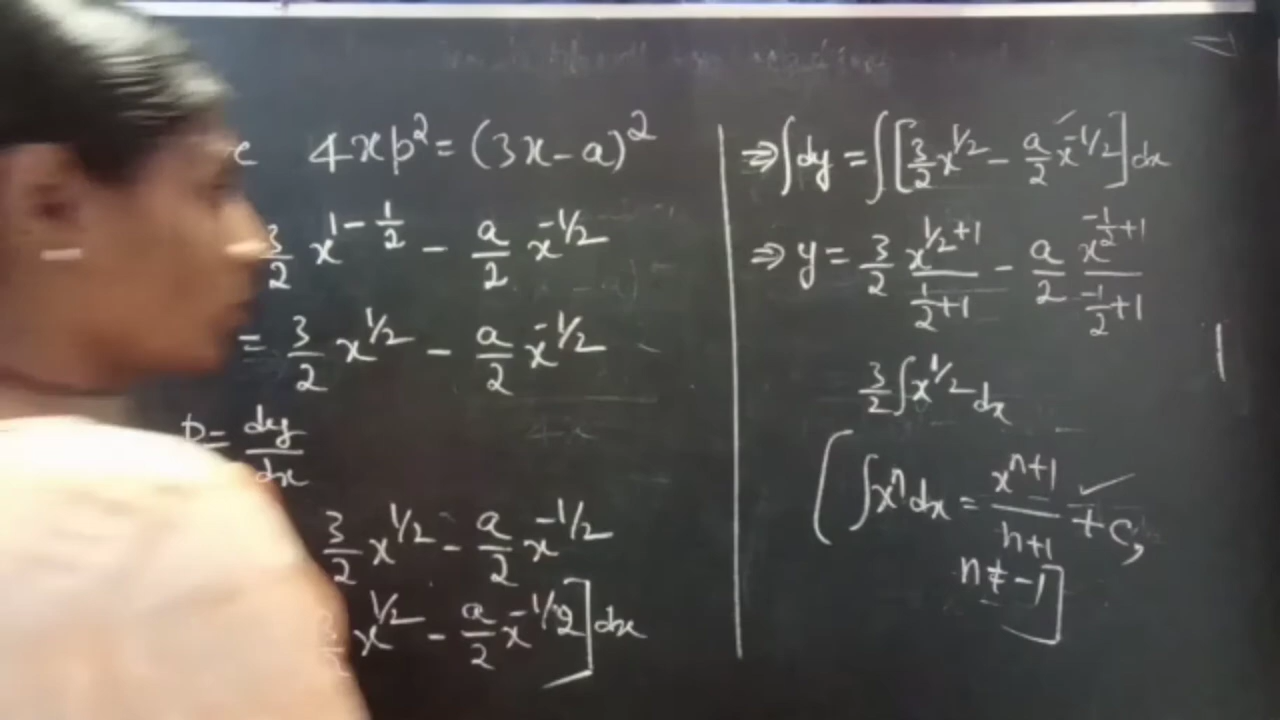 4xp² = (3x - a)²
3/2 x^(1-1/2) - a/2 x^(-1/2)
= 3/2 x^(1/2) - a/2 x^(-1/2)
p = dy/dx
3/2 x^(1/2) - a/2 x^(-1/2)
x^(1/2) - a/2 x^(-1/2)] dx
⇒ ∫dy = ∫[3/2 x^(1/2) - a/2 x^(-1/2)] dx
⇒ y = 3/2 x^(1/2+1)/(1/2+1) - a/2 x^(-1/2+1)/(-1/2+1)
3/2 ∫x^(1/2) dx
(∫xⁿ dx = x^(n+1)/(n+1) + c,
n ≠ -1]